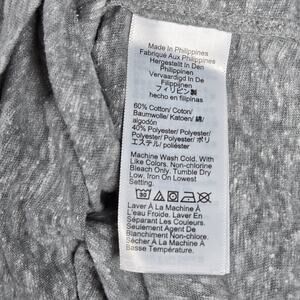 Made In Philippines
Fabriqué Aux Philippines
Hergestellt In Den
Philippinen
Vervaardigd In De
Filipijnen
フィリピン製
hecho en filipinas
60% Cotton/ Coton/
Baumwolle/ Katoen/ 綿/
algodón
40% Polyester/ Polyester/
Polyester/ Polyester/ ポリ
エステル/ poliéster
Machine Wash Cold, With
Like Colors. Non-chlorine
Bleach Only. Tumble Dry
Low. Iron On Lowest
Setting.
30
Laver À La Machine À
L'eau Froide. Laver En
Séparant Les Couleurs.
Seulement Agent De
Blanchiment Non-chlore.
Sécher À La Machine À
Basse Température.